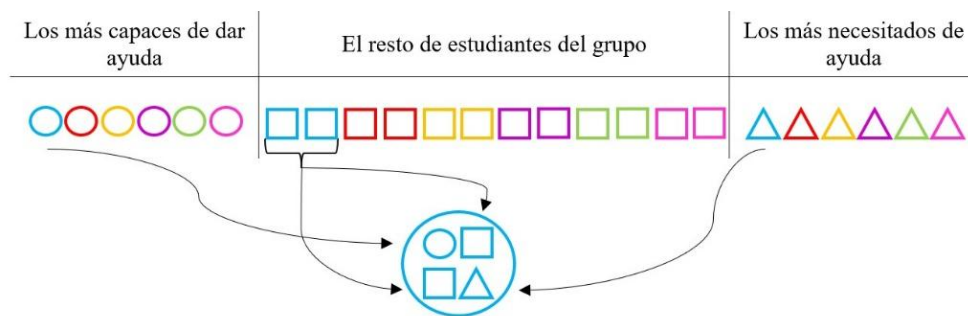 Los más capaces de dar
ayuda
El resto de estudiantes del grupo
Los más necesitados de
ayuda